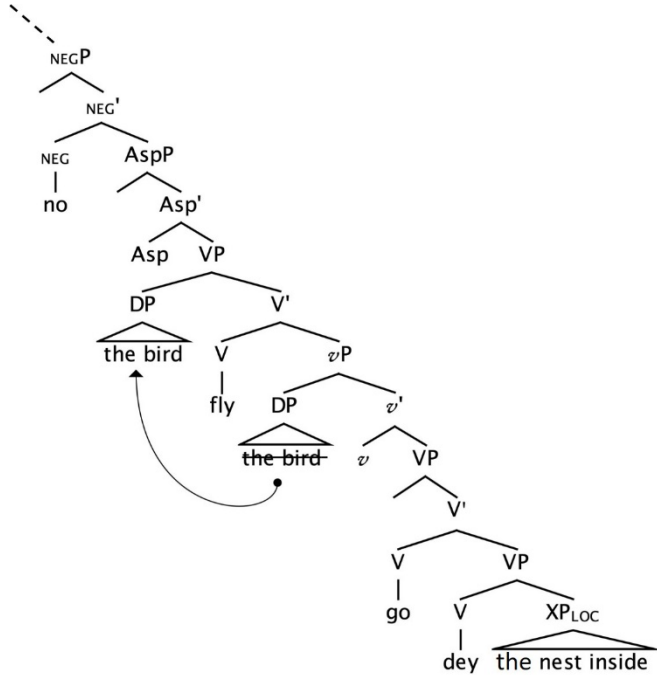 NEGP
NEG'
NEG AspP
no Asp'
Asp VP
DP V'
the bird V vP
fly DP v'
the bird v VP
V'
V VP
go V XPLOC
dey the nest inside